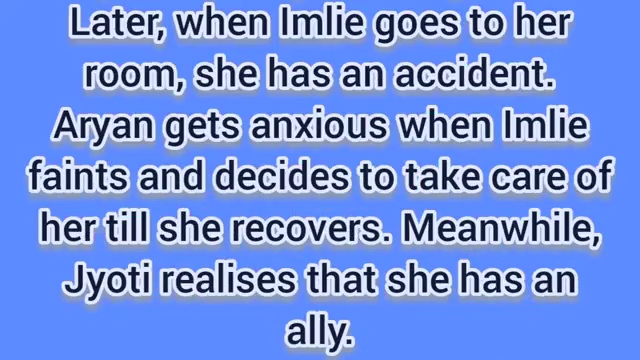 Later, when Imlie goes to her
room, she has an accident.
Aryan gets anxious when Imlie
faints and decides to take care of
her till she recovers. Meanwhile,
Jyoti realises that she has an
ally.